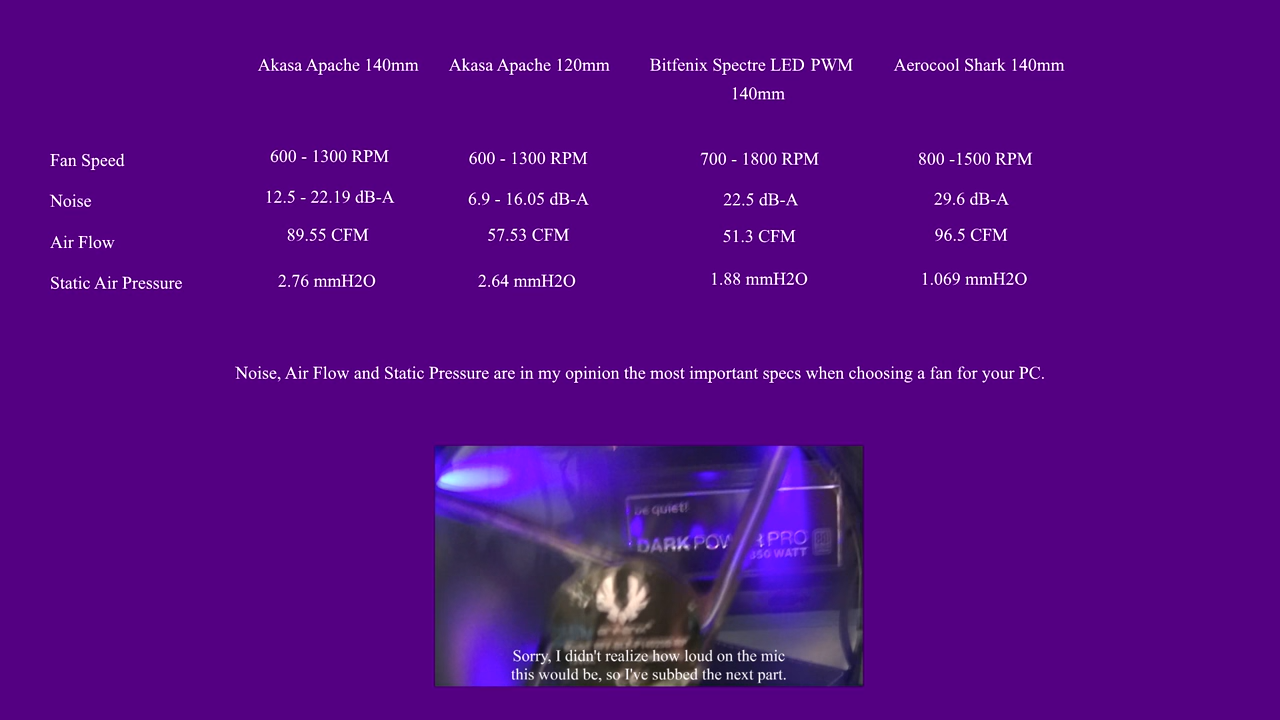 Akasa Apache 140mm Akasa Apache 120mm Bitfenix Spectre LED PWM Aerocool Shark 140mm
140mm
Fan Speed 600 - 1300 RPM 600 - 1300 RPM 700 - 1800 RPM 800 -1500 RPM
Noise 12.5 - 22.19 dB-A 6.9 - 16.05 dB-A 22.5 dB-A 29.6 dB-A
Air Flow 89.55 CFM 57.53 CFM 51.3 CFM 96.5 CFM
Static Air Pressure 2.76 mmH2O 2.64 mmH2O 1.88 mmH2O 1.069 mmH2O
Noise, Air Flow and Static Pressure are in my opinion the most important specs when choosing a fan for your PC.
be quiet!
DARK POWER PRO
WATT
Sorry, I didn't realize how loud on the mic
this would be, so I've subbed the next part.